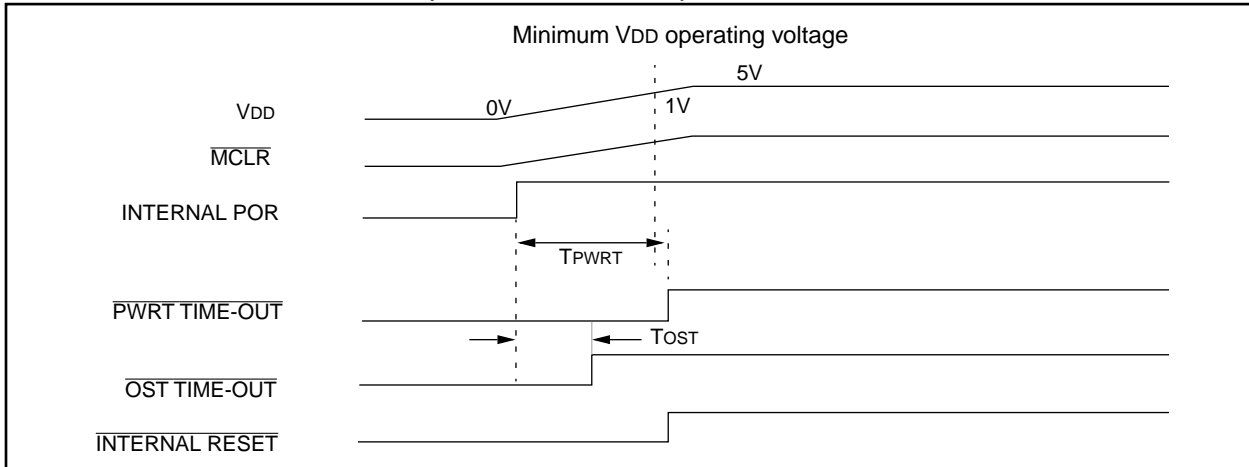 Minimum VDD operating voltage
5V
VDD 0V 1V
MCLR
INTERNAL POR
TPWRT
PWRT TIME-OUT
TOST
OST TIME-OUT
INTERNAL RESET